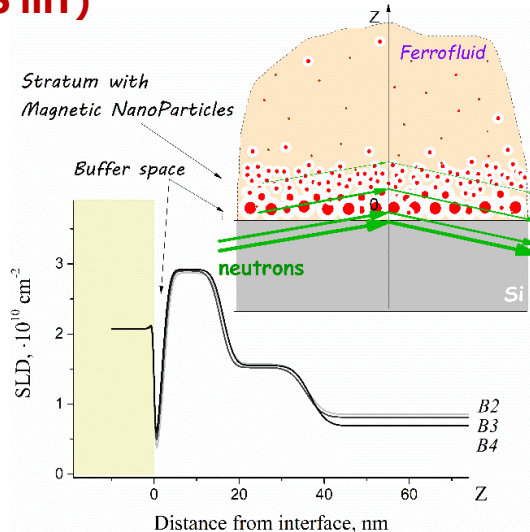 Z
Ferrofluid
Stratum with
Magnetic NanoParticles
Buffer space
0
neutrons
Si
SLD, ·10¹⁰ cm⁻²
3
2
1
0
B2
B3
B4
0 20 40 60 Z
Distance from interface, nm